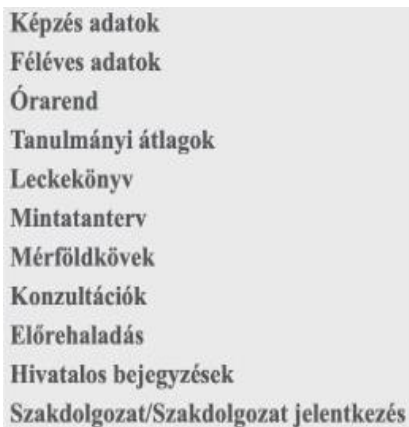 Képzés adatok
Féléves adatok
Órarend
Tanulmányi átlagok
Leckekönyv
Mintatanterv
Mérföldkövek
Konzultációk
Előrehaladás
Hivatalos bejegyzések
Szakdolgozat/Szakdolgozat jelentkezés